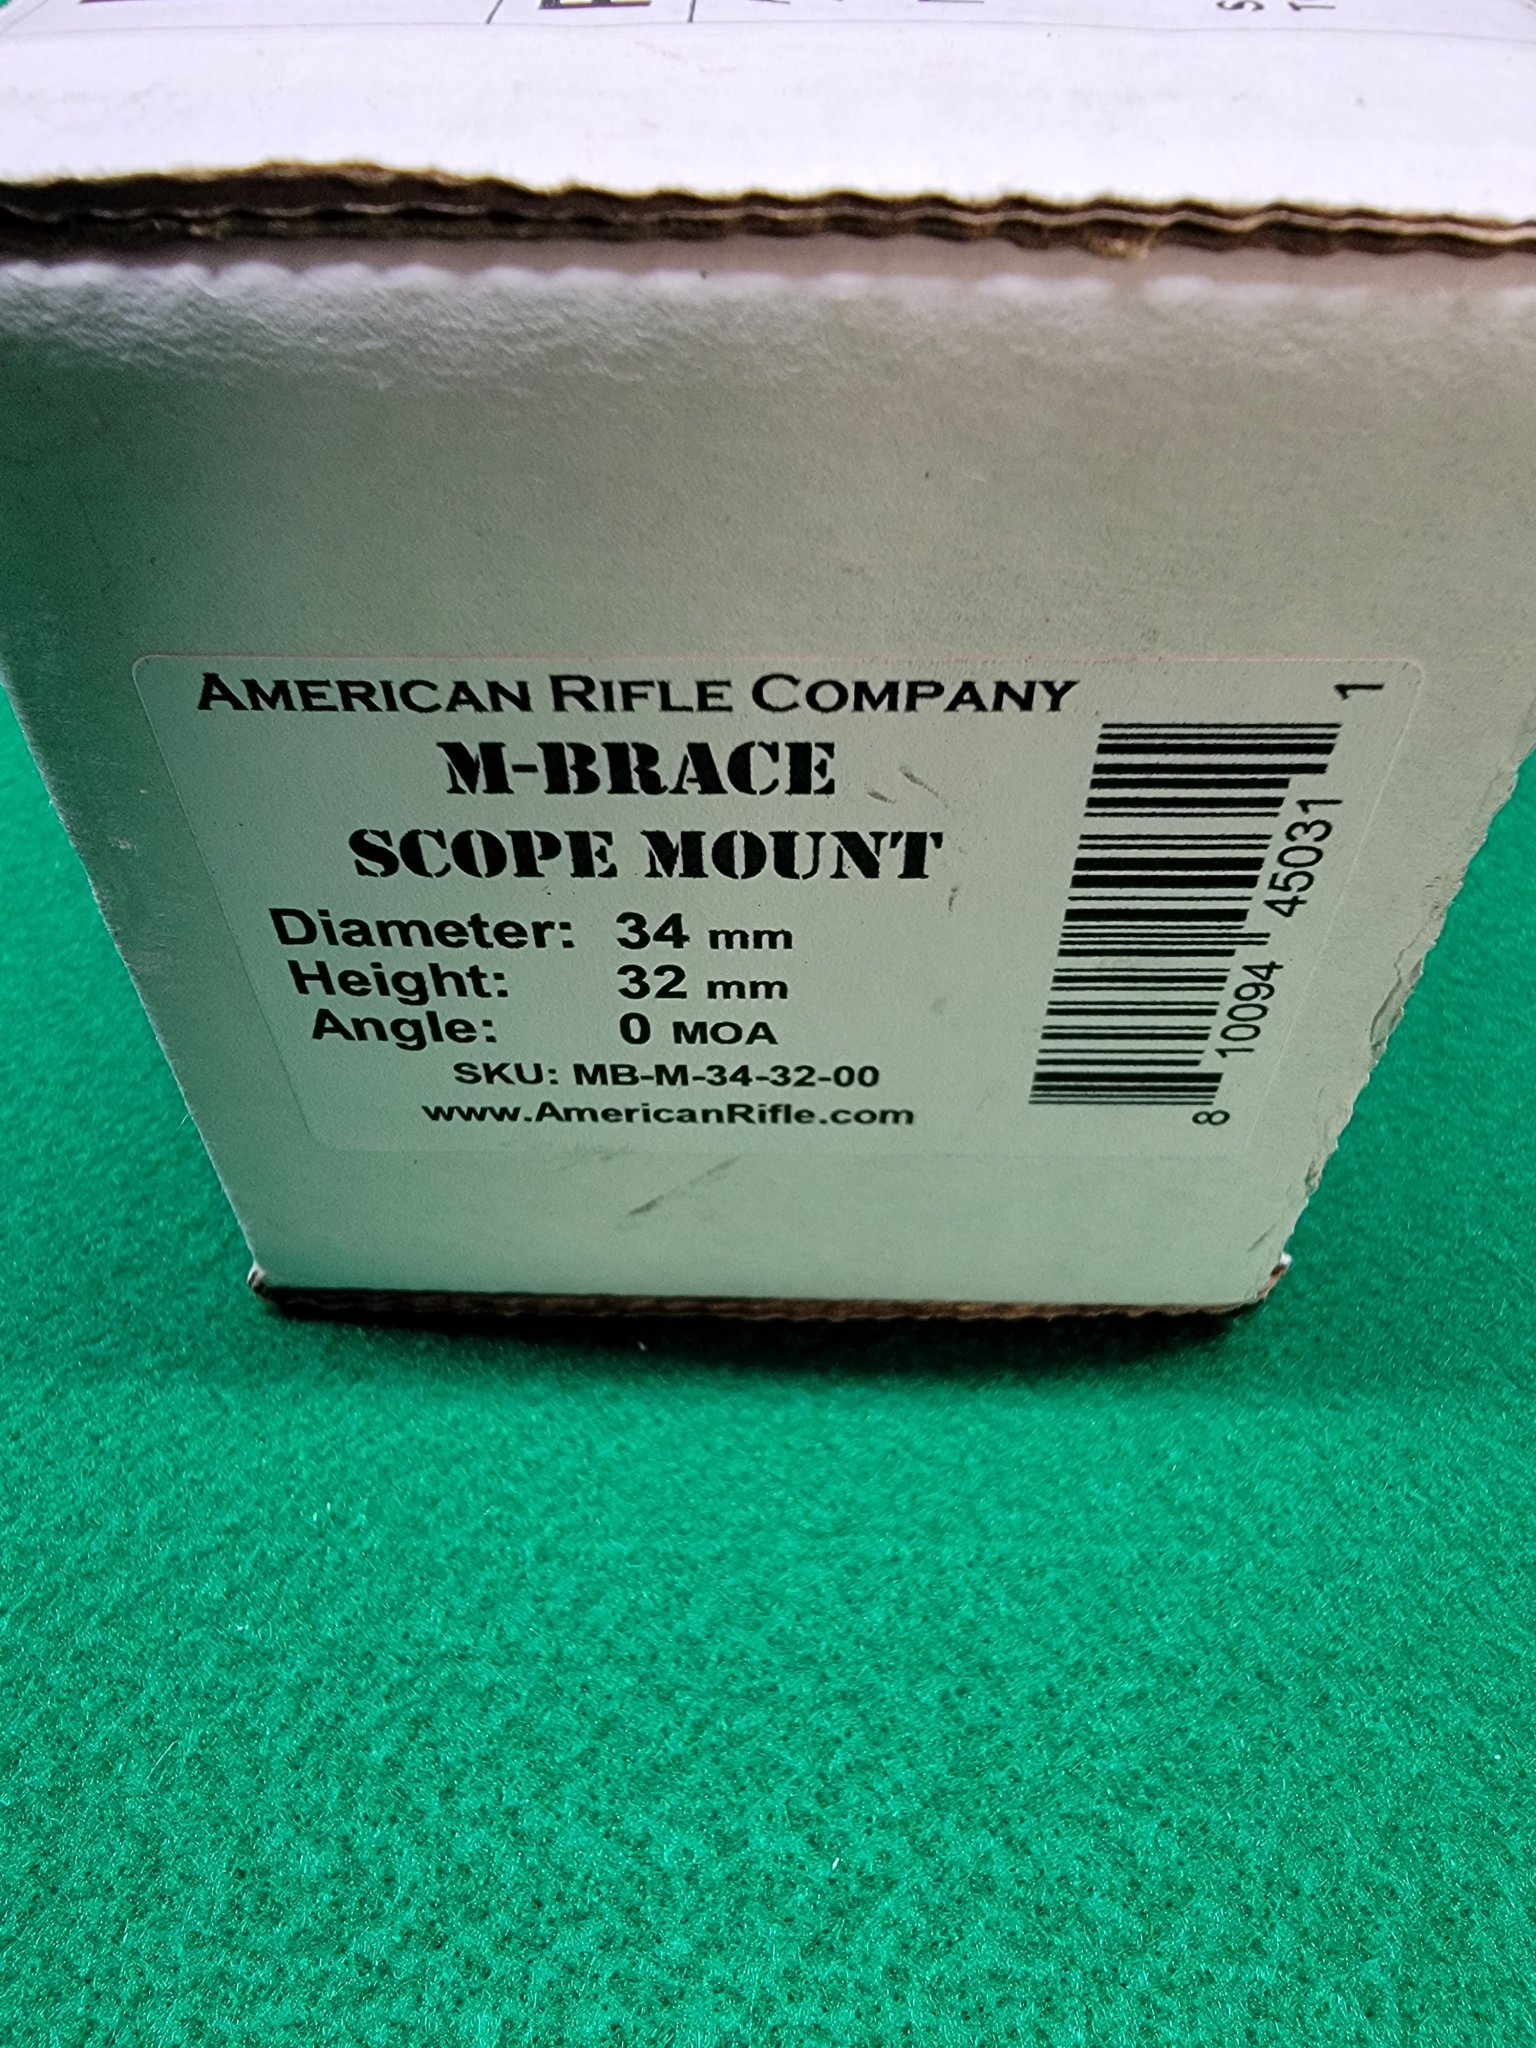 AMERICAN RIFLE COMPANY
M-BRACE
SCOPE MOUNT
Diameter: 34 mm
Height: 32 mm
Angle: 0 MOA
SKU: MB-M-34-32-00
www.AmericanRifle.com
8 10094 45031 1